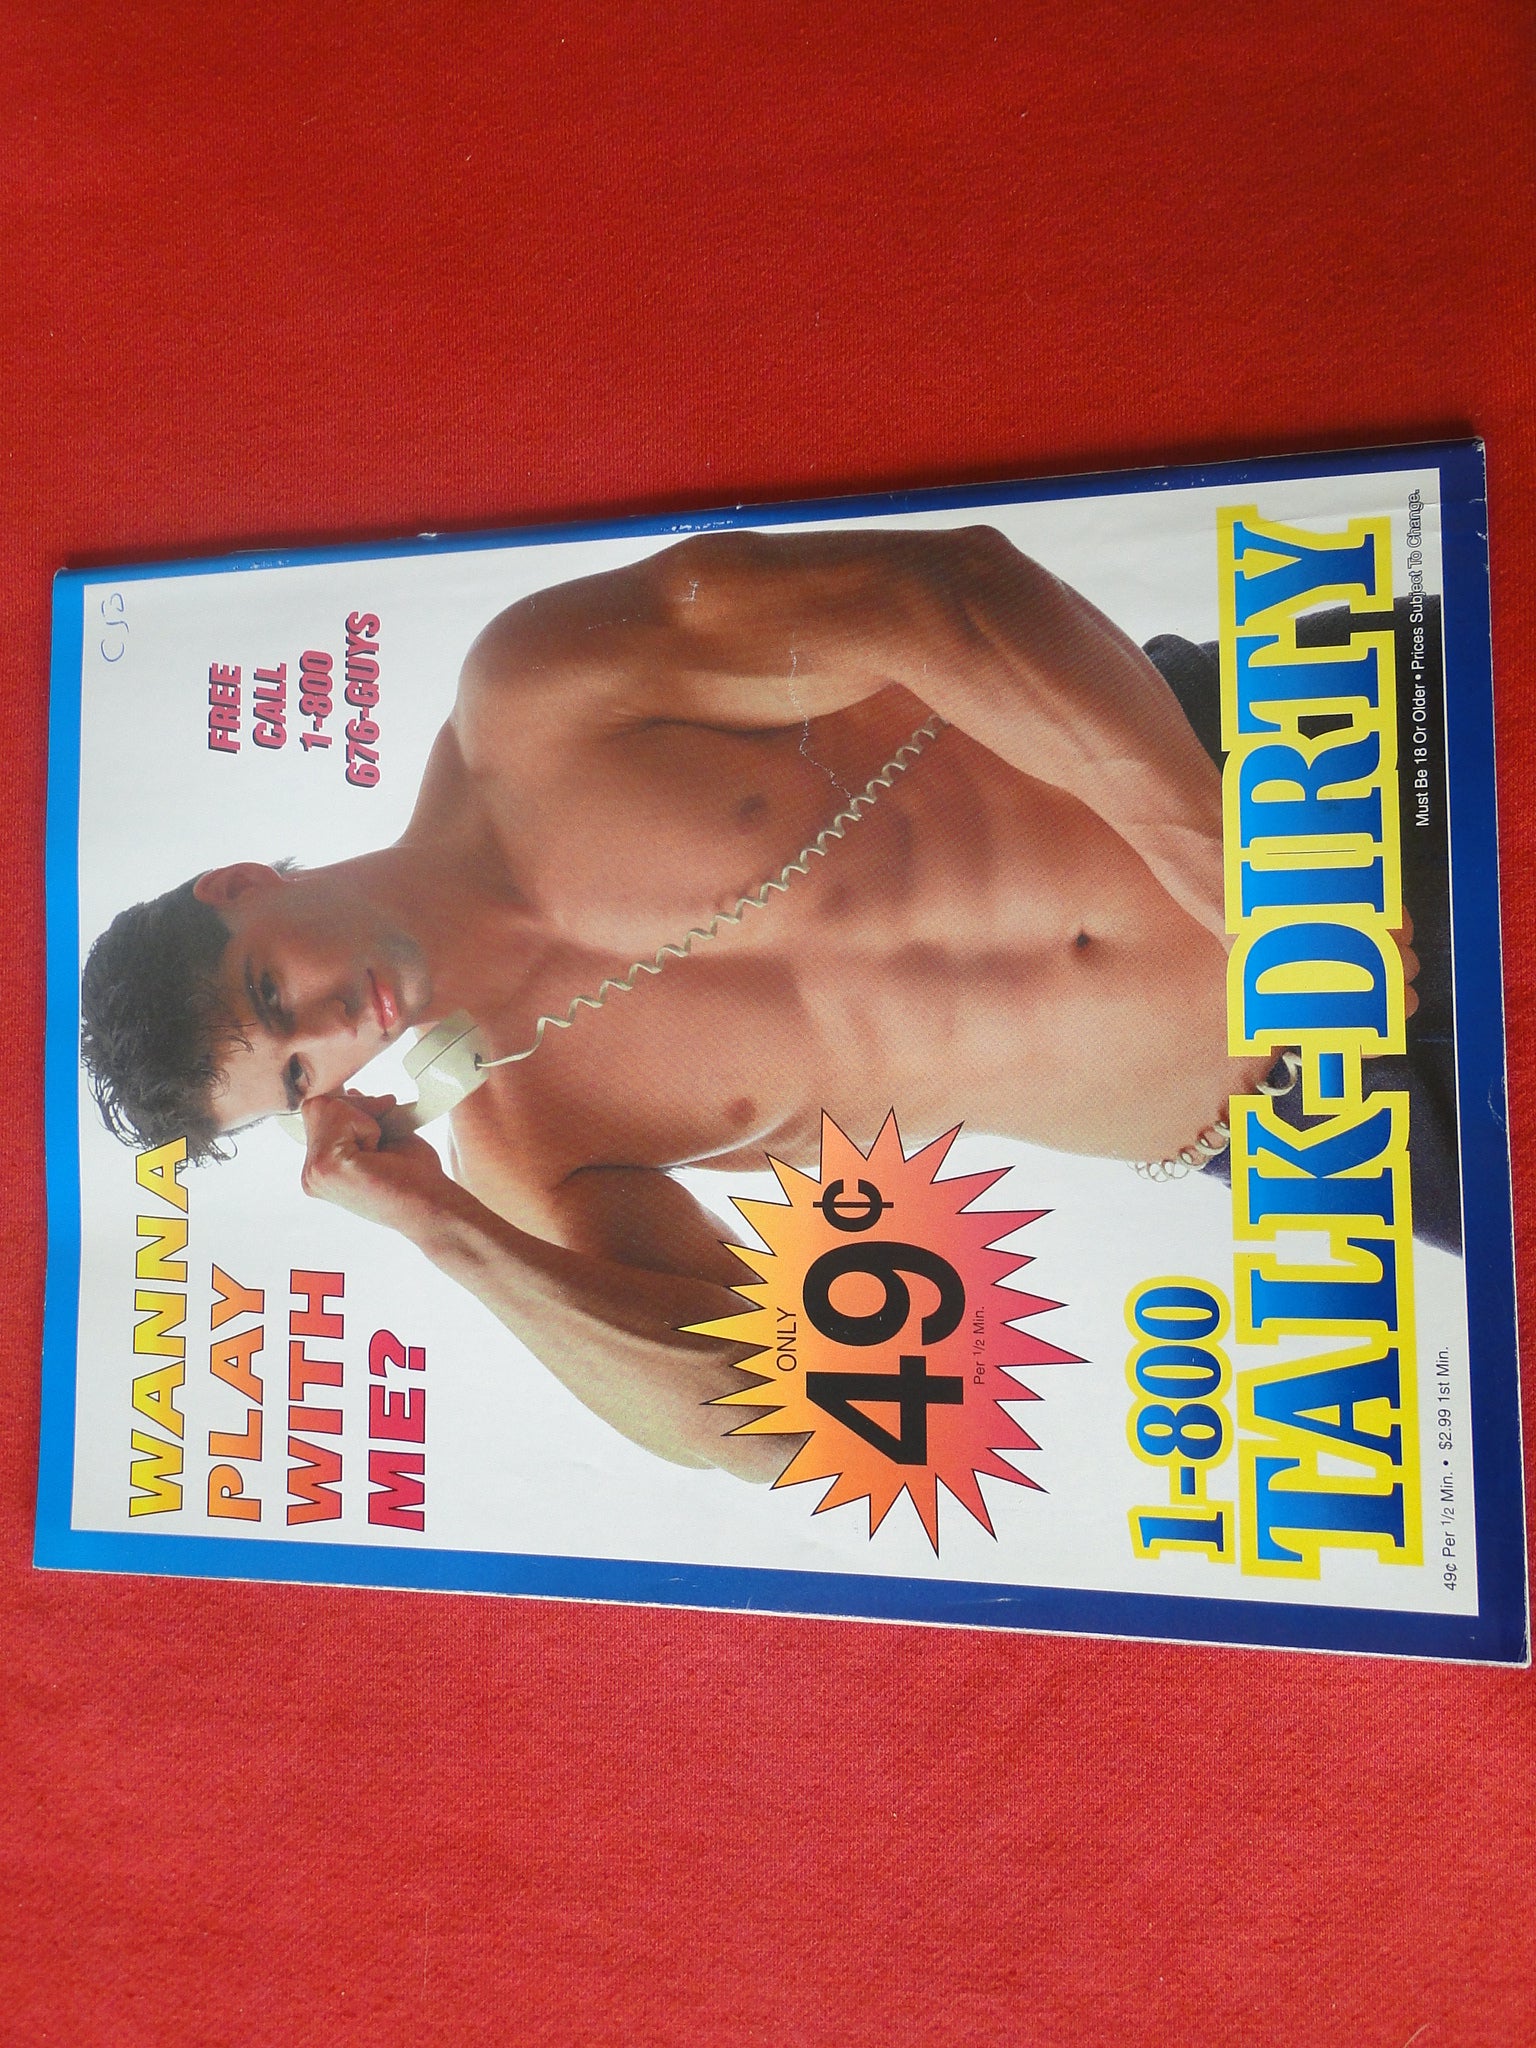 CJB
WANNA
PLAY
WITH
ME?
FREE
CALL
1-800
676-GUYS
ONLY
49¢
Per 1/2 Min.
1-800
TALK-DIRTY
49¢ Per 1/2 Min. • $2.99 1st Min.
Must Be 18 Or Older • Prices Subject To Change.